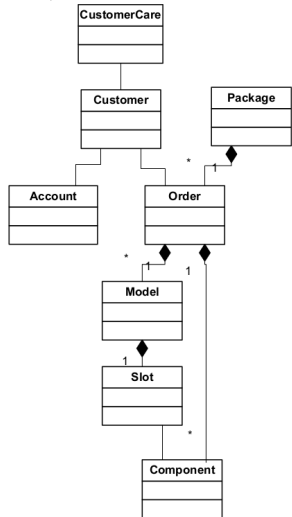 CustomerCare
Customer
Package
*
1
Account
Order
*
1
1
Model
1
Slot
*
Component